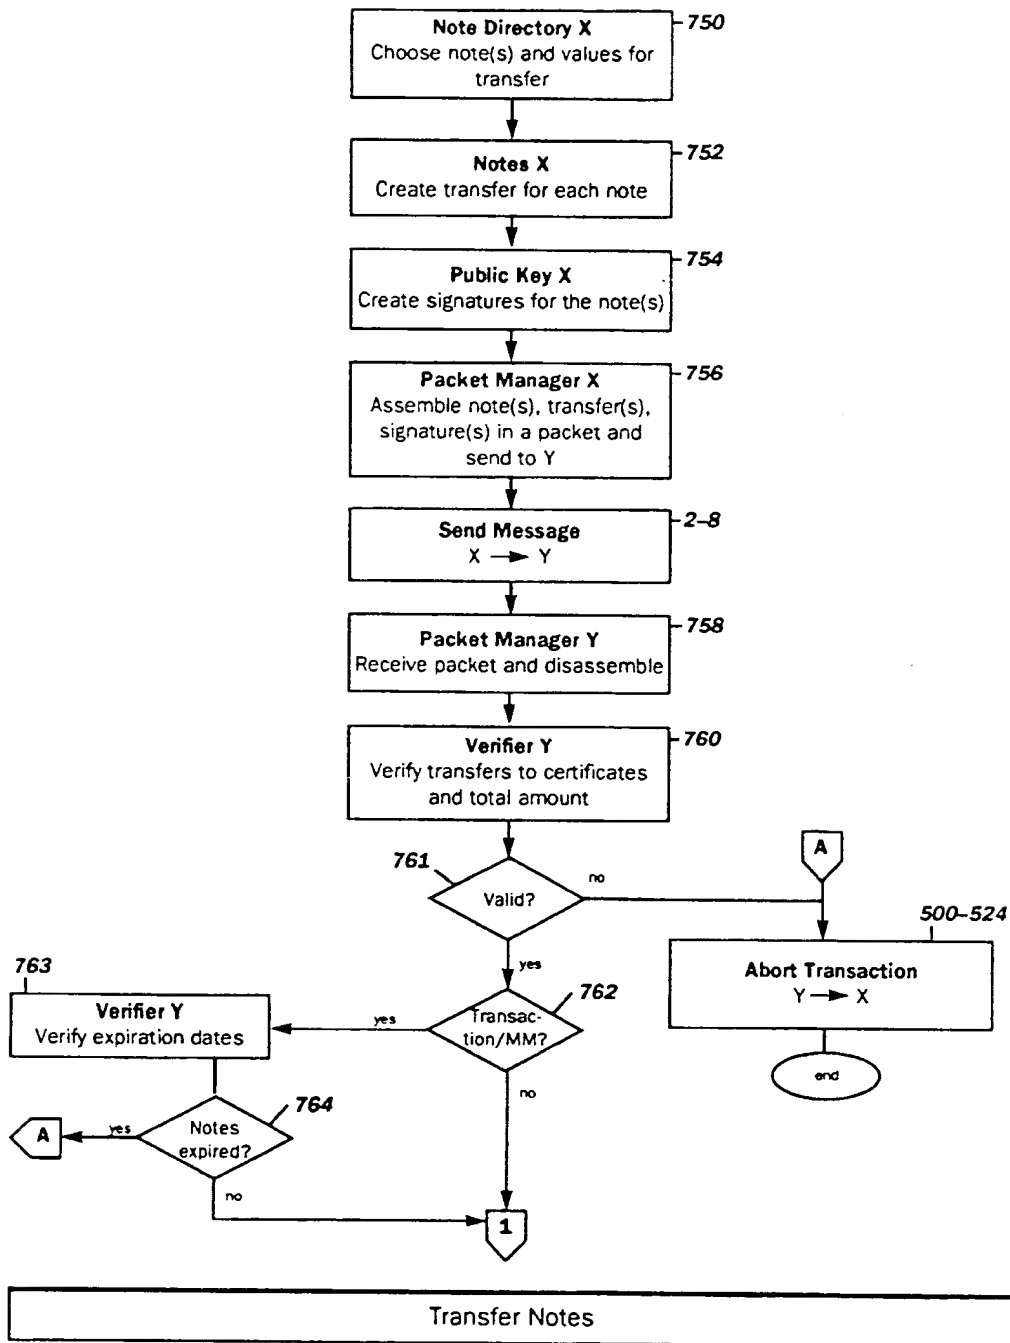 Note Directory X
Choose note(s) and values for
transfer
750
Notes X
Create transfer for each note
752
Public Key X
Create signatures for the note(s)
754
Packet Manager X
Assemble note(s), transfer(s),
signature(s) in a packet and
send to Y
756
Send Message
X → Y
2-8
Packet Manager Y
Receive packet and disassemble
758
Verifier Y
Verify transfers to certificates
and total amount
760
761
Valid?
no
A
500-524
Abort Transaction
Y → X
end
yes
762
Transac-
tion/MM?
yes
763
Verifier Y
Verify expiration dates
no
764
Notes
expired?
yes
A
no
1
Transfer Notes